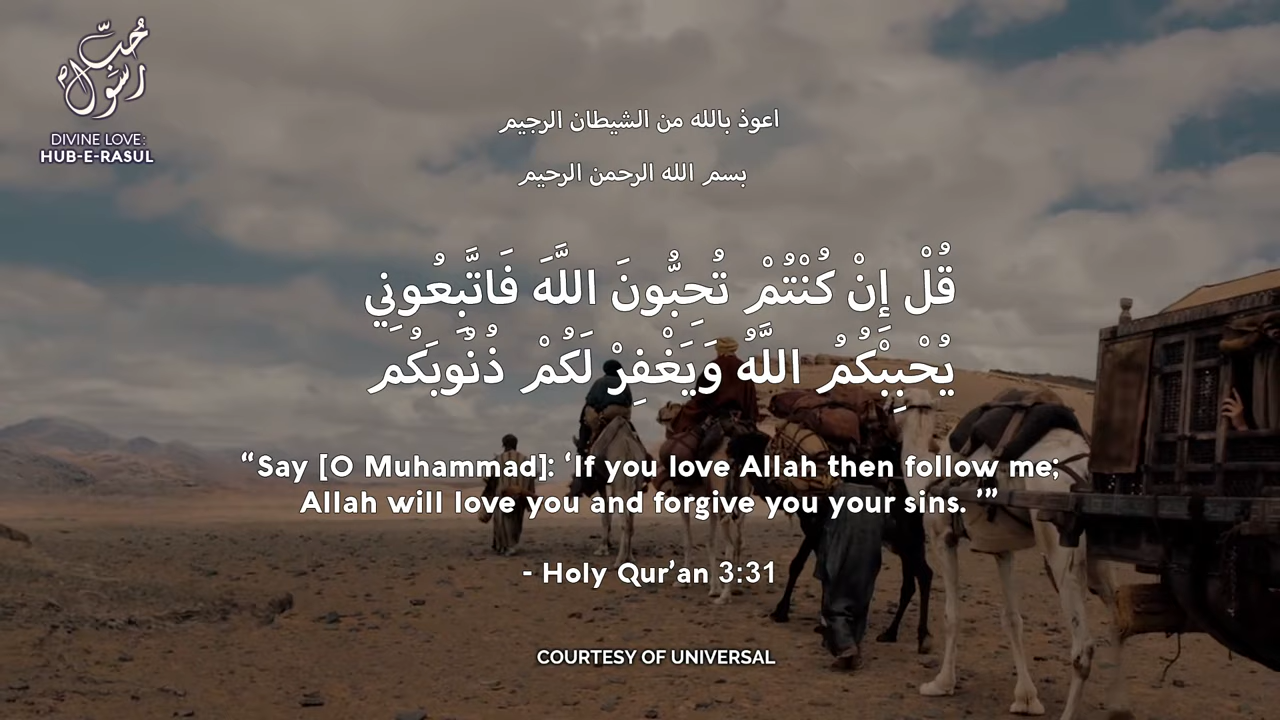 حُبِّ
رَسُوْل
DIVINE LOVE:
HUB-E-RASUL
اعوذ بالله من الشيطان الرجيم
بسم الله الرحمن الرحيم
قُلْ إِنْ كُنْتُمْ تُحِبُّونَ اللَّهَ فَاتَّبِعُونِي
يُحْبِبْكُمُ اللَّهُ وَيَغْفِرْ لَكُمْ ذُنُوبَكُم
“Say [O Muhammad]: ‘If you love Allah then follow me;
Allah will love you and forgive you your sins.’”
- Holy Qur’an 3:31
COURTESY OF UNIVERSAL